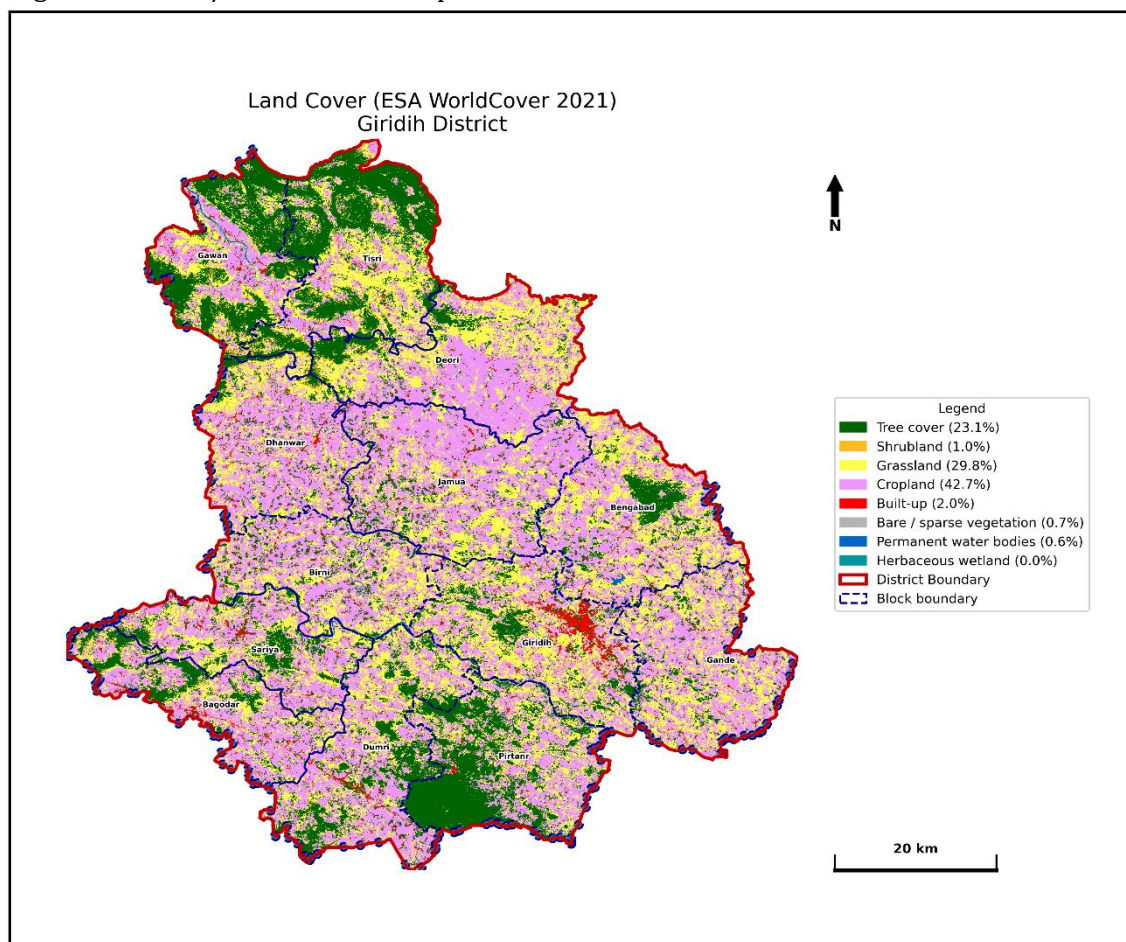 Land Cover (ESA WorldCover 2021)
Giridih District
N
Gawan
Tisri
Deori
Dhanwar
Jamua
Bengabad
Birni
Sariya
Giridih
Gande
Bagodar
Dumri
Pirtanr
Legend
Tree cover (23.1%)
Shrubland (1.0%)
Grassland (29.8%)
Cropland (42.7%)
Built-up (2.0%)
Bare / sparse vegetation (0.7%)
Permanent water bodies (0.6%)
Herbaceous wetland (0.0%)
District Boundary
Block boundary
20 km